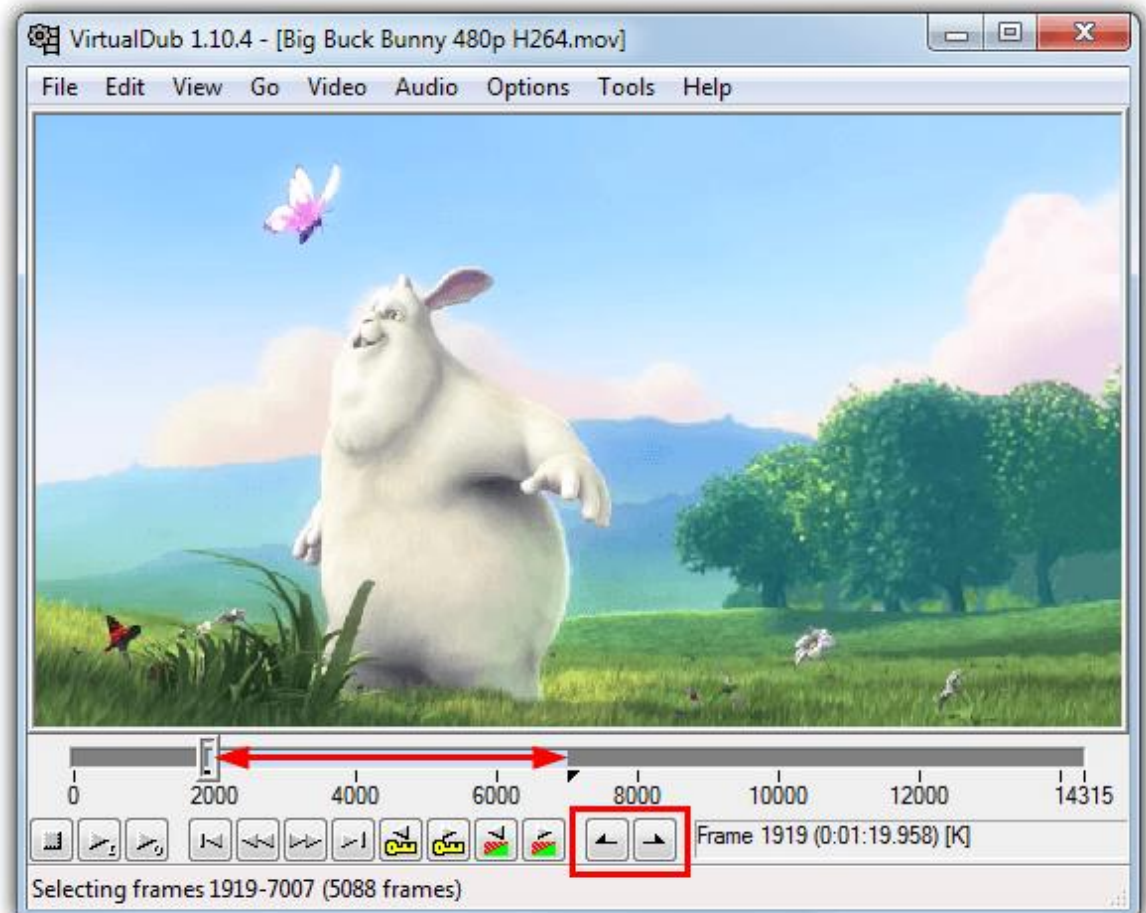 VirtualDub 1.10.4 - [Big Buck Bunny 480p H264.mov]
File Edit View Go Video Audio Options Tools Help
0 2000 4000 6000 8000 10000 12000 14315
Frame 1919 (0:01:19.958) [K]
Selecting frames 1919-7007 (5088 frames)